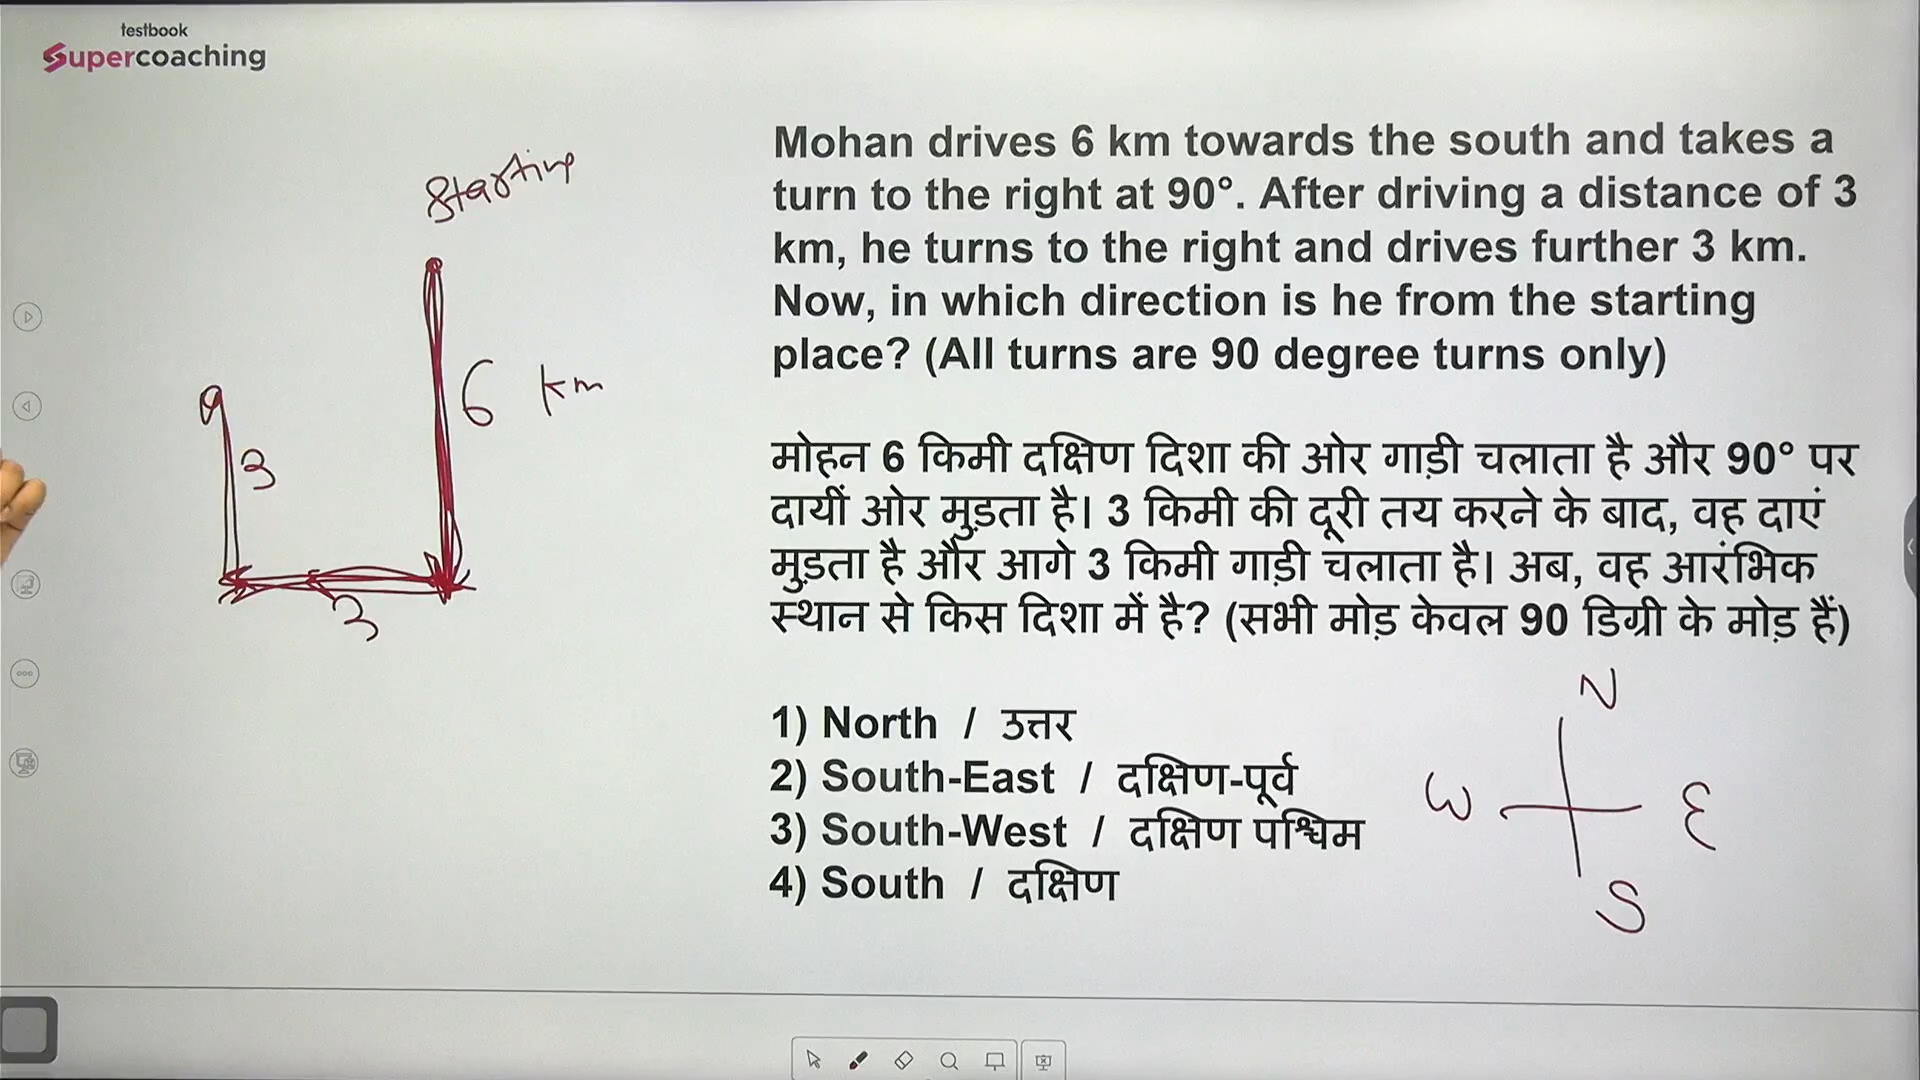 testbook
Supercoaching
Starting
6 km
3
3
Mohan drives 6 km towards the south and takes a
turn to the right at 90°. After driving a distance of 3
km, he turns to the right and drives further 3 km.
Now, in which direction is he from the starting
place? (All turns are 90 degree turns only)
मोहन 6 किमी दक्षिण दिशा की ओर गाड़ी चलाता है और 90° पर
दायीं ओर मुड़ता है। 3 किमी की दूरी तय करने के बाद, वह दाएं
मुड़ता है और आगे 3 किमी गाड़ी चलाता है। अब, वह आरंभिक
स्थान से किस दिशा में है? (सभी मोड़ केवल 90 डिग्री के मोड़ हैं)
1) North / उत्तर
2) South-East / दक्षिण-पूर्व
3) South-West / दक्षिण पश्चिम
4) South / दक्षिण
N
W E
S